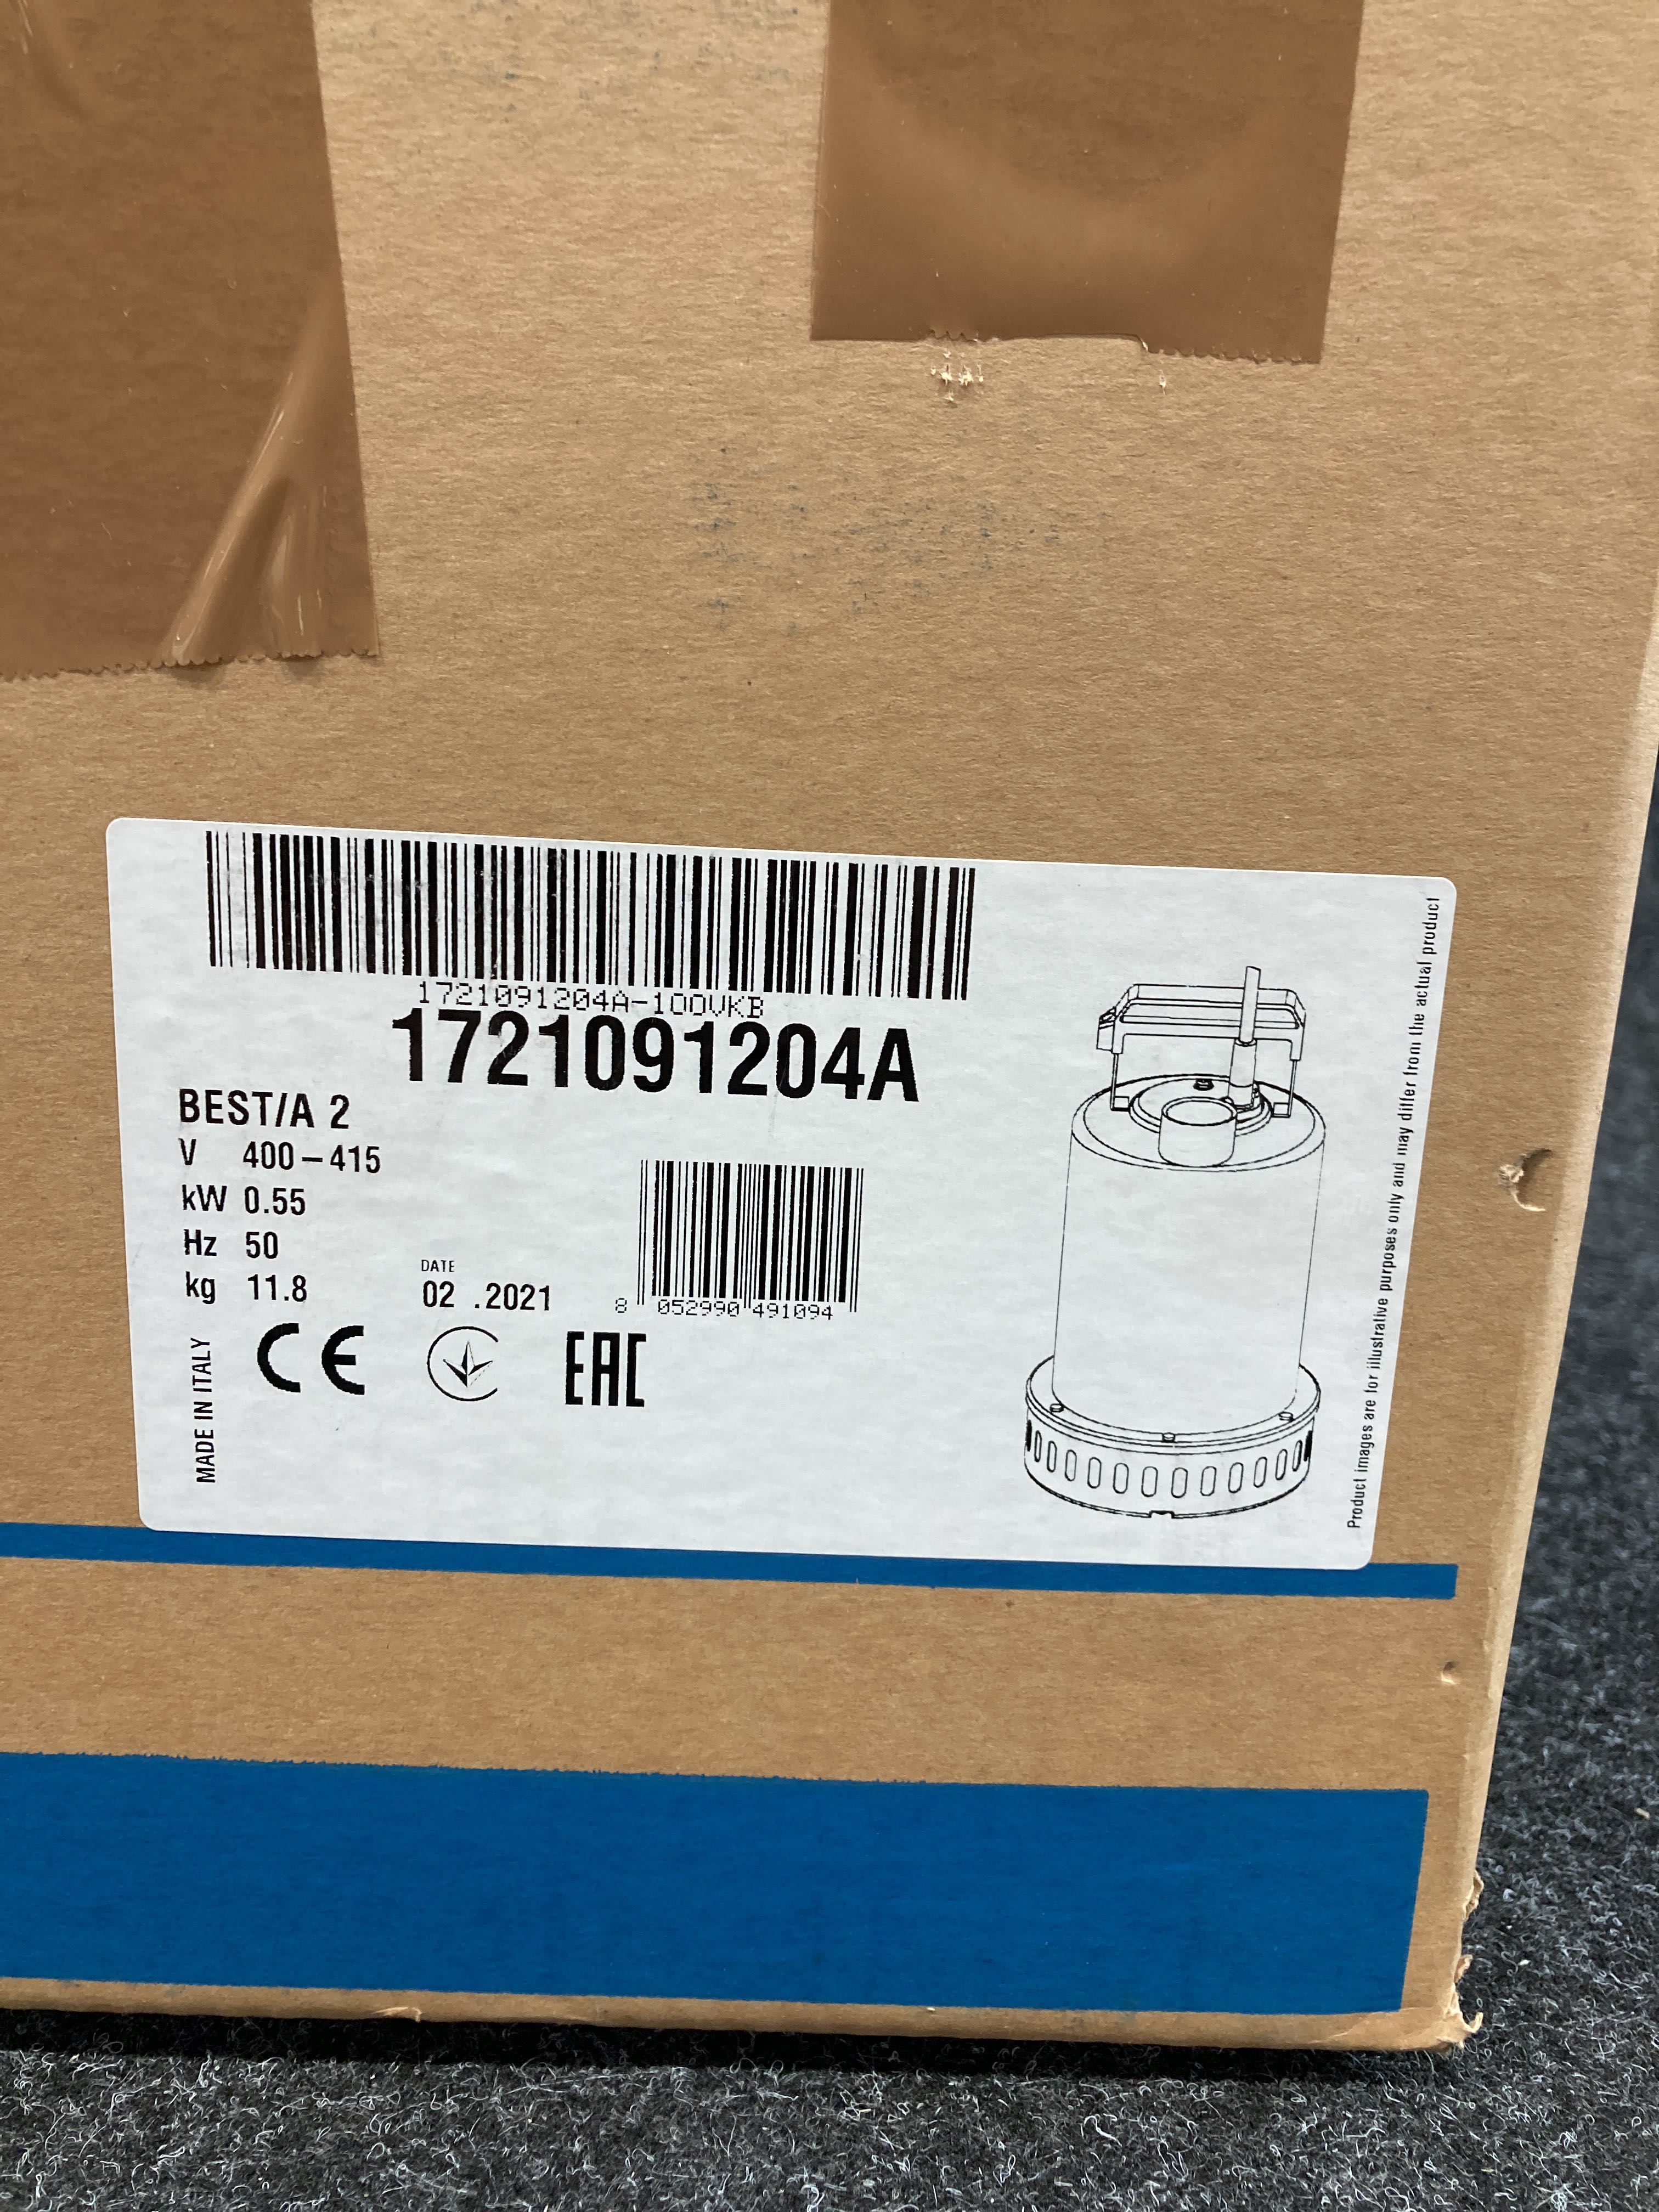 1721091204A-100VKB
1721091204A
BEST/A 2
V 400-415
kW 0.55
Hz 50
kg 11.8
DATE
02 .2021
8 052990 491094
MADE IN ITALY
CE
EAC
Product images are for illustrative purposes only and may differ from the actual product